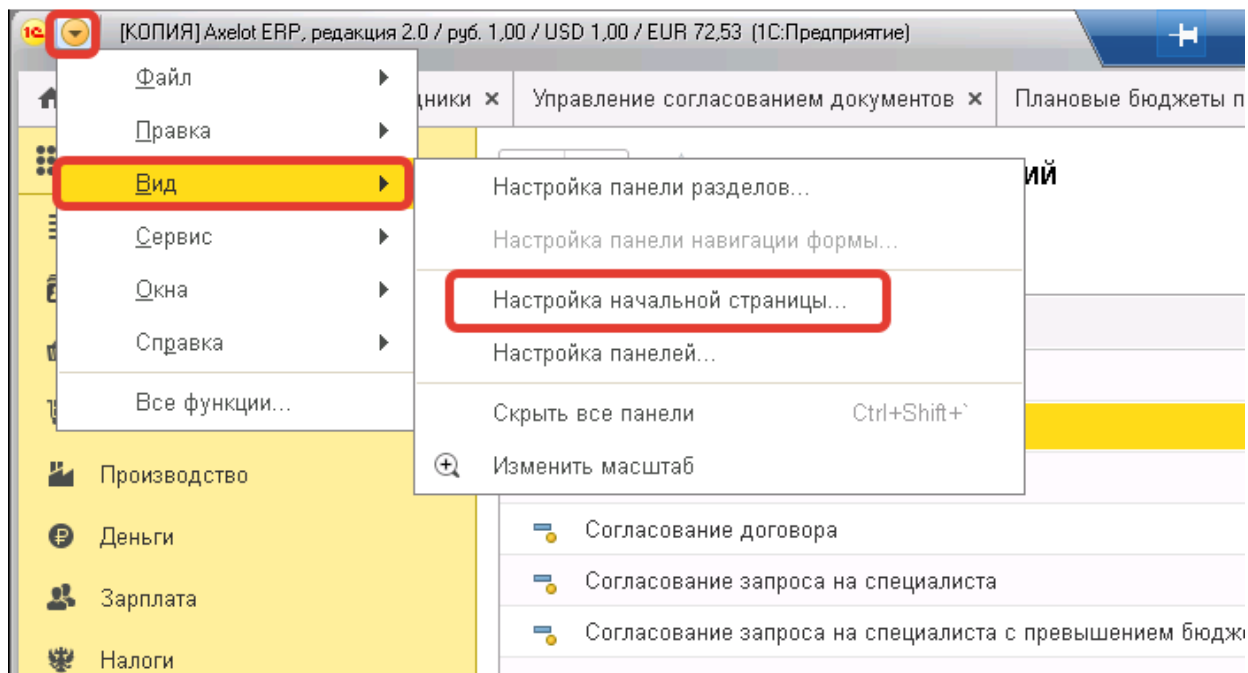 1С [КОПИЯ] Axelot ERP, редакция 2.0 / руб. 1,00 / USD 1,00 / EUR 72,53 (1С:Предприятие)
Файл
ники × Управление согласованием документов × Плановые бюджеты п
Правка
Вид
ий
Настройка панели разделов...
Сервис
Настройка панели навигации формы...
Окна
Настройка начальной страницы...
Справка
Настройка панелей...
Все функции...
Скрыть все панели Ctrl+Shift+`
Изменить масштаб
Производство
Согласование договора
Деньги
Согласование запроса на специалиста
Зарплата
Согласование запроса на специалиста с превышением бюдж
Налоги